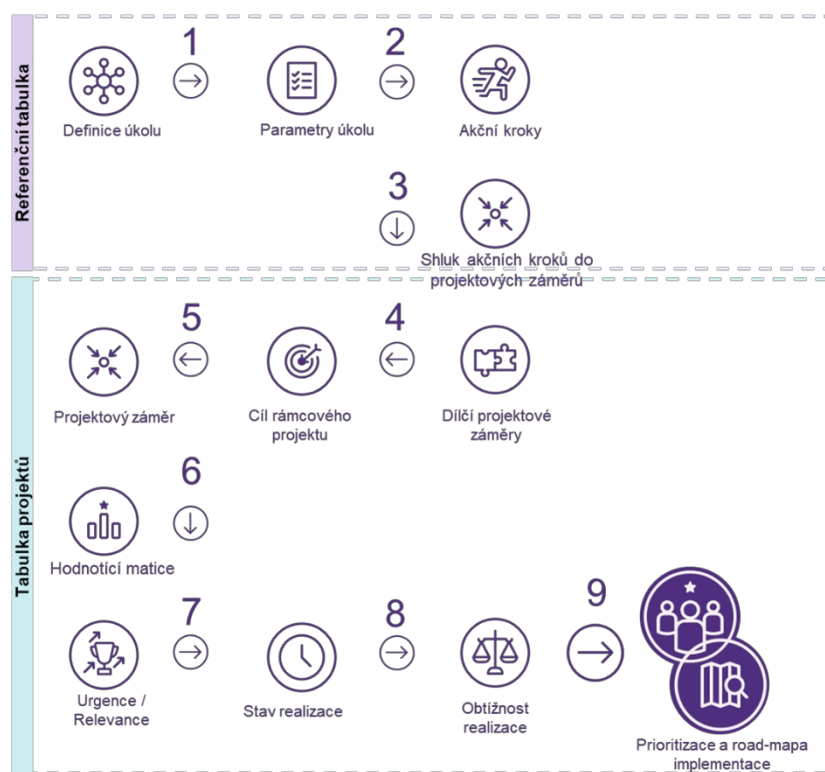 Referenční tabulka
1
2
Definice úkolu
Parametry úkolu
Akční kroky
3
Shluk akčních kroků do
projektových záměrů
Tabulka projektů
5
4
Projektový záměr
Cíl rámcového
projektu
Dílčí projektové
záměry
6
Hodnotící matice
7
8
9
Urgence /
Relevance
Stav realizace
Obtížnost
realizace
Prioritizace a road-mapa
implementace